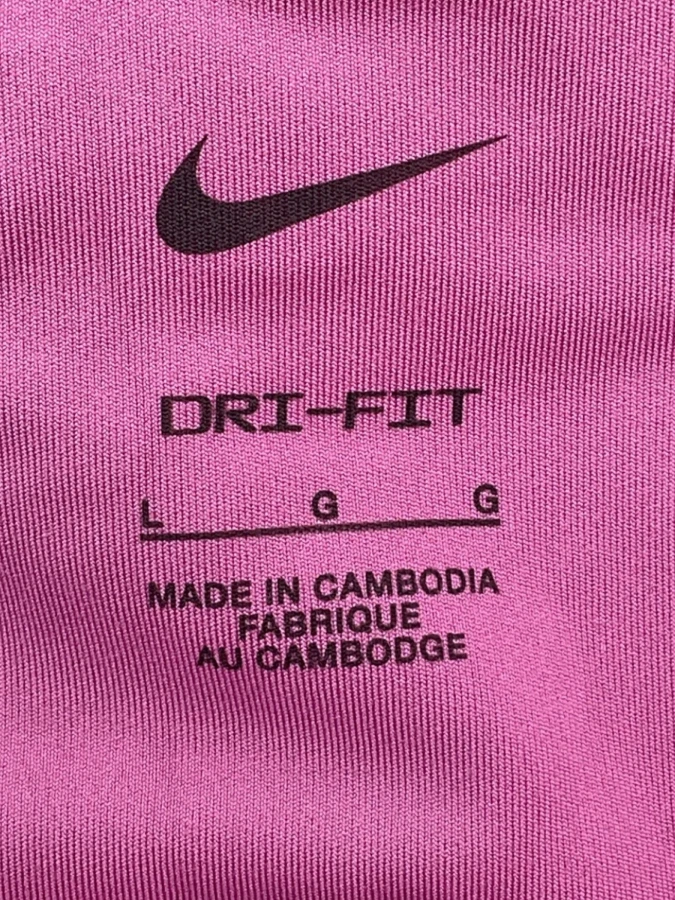 DRI-FIT
L G G
MADE IN CAMBODIA
FABRIQUE
AU CAMBODGE